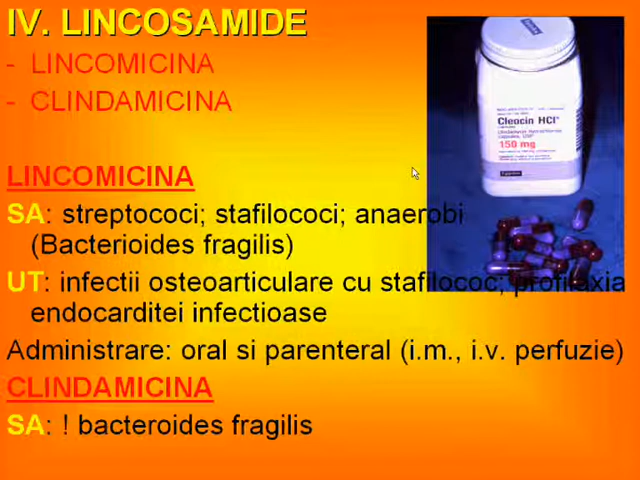 IV. LINCOSAMIDE
- LINCOMICINA
- CLINDAMICINA
LINCOMICINA
SA: streptococi; stafilococi; anaerobi
(Bacterioides fragilis)
UT: infectii osteoarticulare cu stafilococ; profilaxia
endocarditei infectioase
Administrare: oral si parenteral (i.m., i.v. perfuzie)
CLINDAMICINA
SA: ! bacteroides fragilis
Cleocin HCl
150 mg